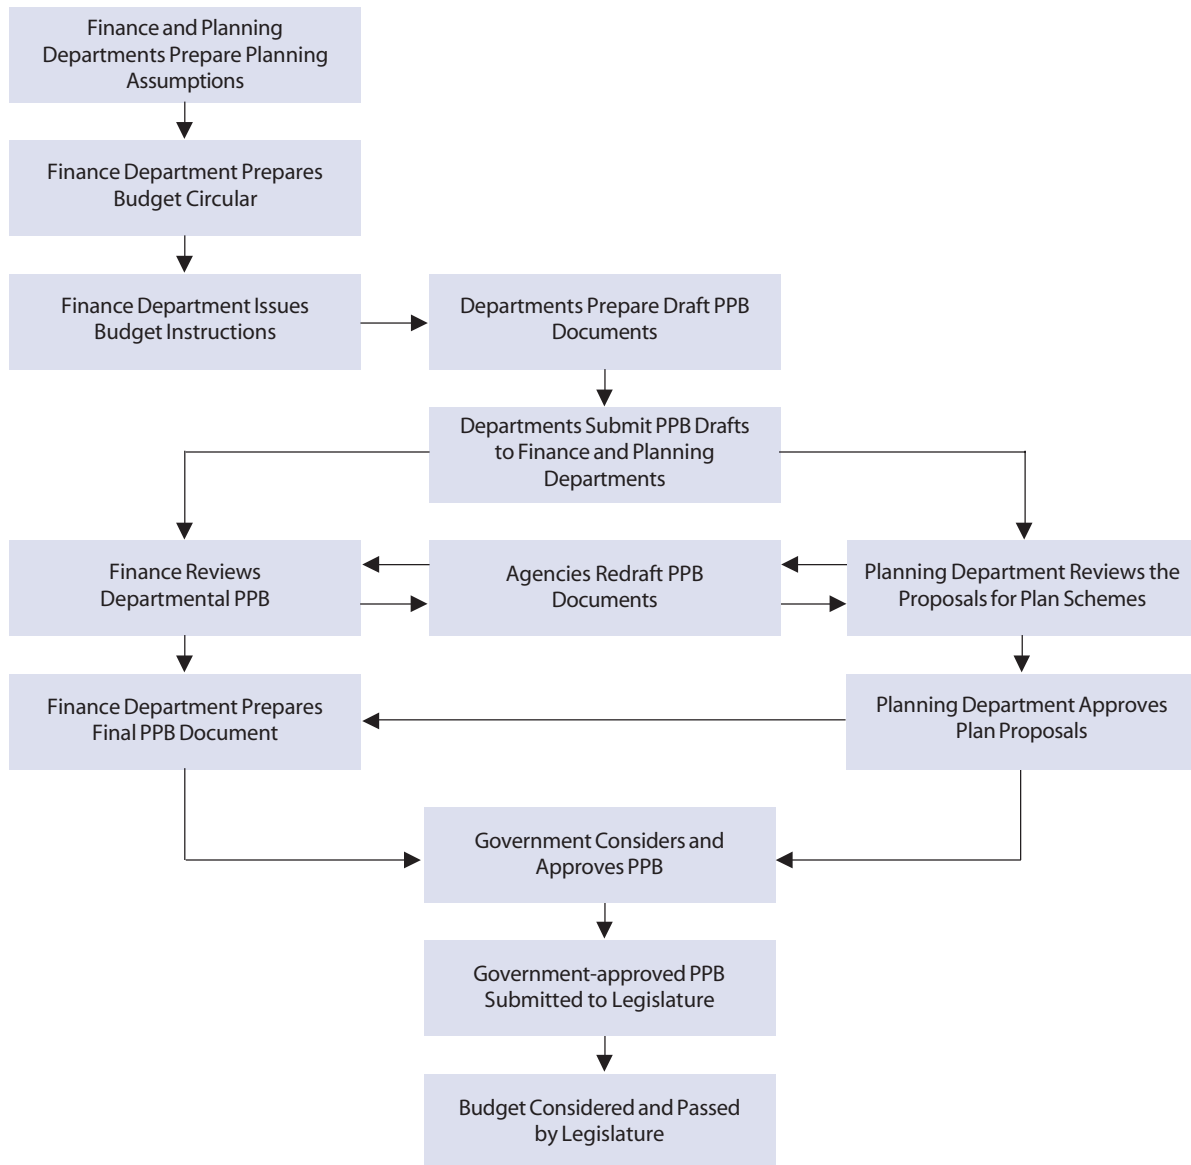 Finance and Planning
Departments Prepare Planning
Assumptions
Finance Department Prepares
Budget Circular
Finance Department Issues
Budget Instructions
Departments Prepare Draft PPB
Documents
Departments Submit PPB Drafts
to Finance and Planning
Departments
Finance Reviews
Departmental PPB
Agencies Redraft PPB
Documents
Planning Department Reviews the
Proposals for Plan Schemes
Finance Department Prepares
Final PPB Document
Planning Department Approves
Plan Proposals
Government Considers and
Approves PPB
Government-approved PPB
Submitted to Legislature
Budget Considered and Passed
by Legislature